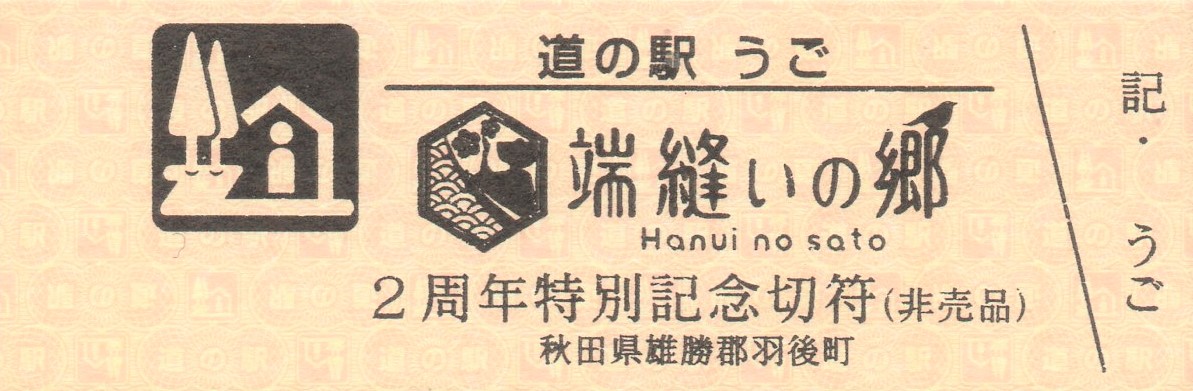 道の駅 うご
端縫いの郷
Hanui no sato
2周年特別記念切符(非売品)
秋田県雄勝郡羽後町
記・うご